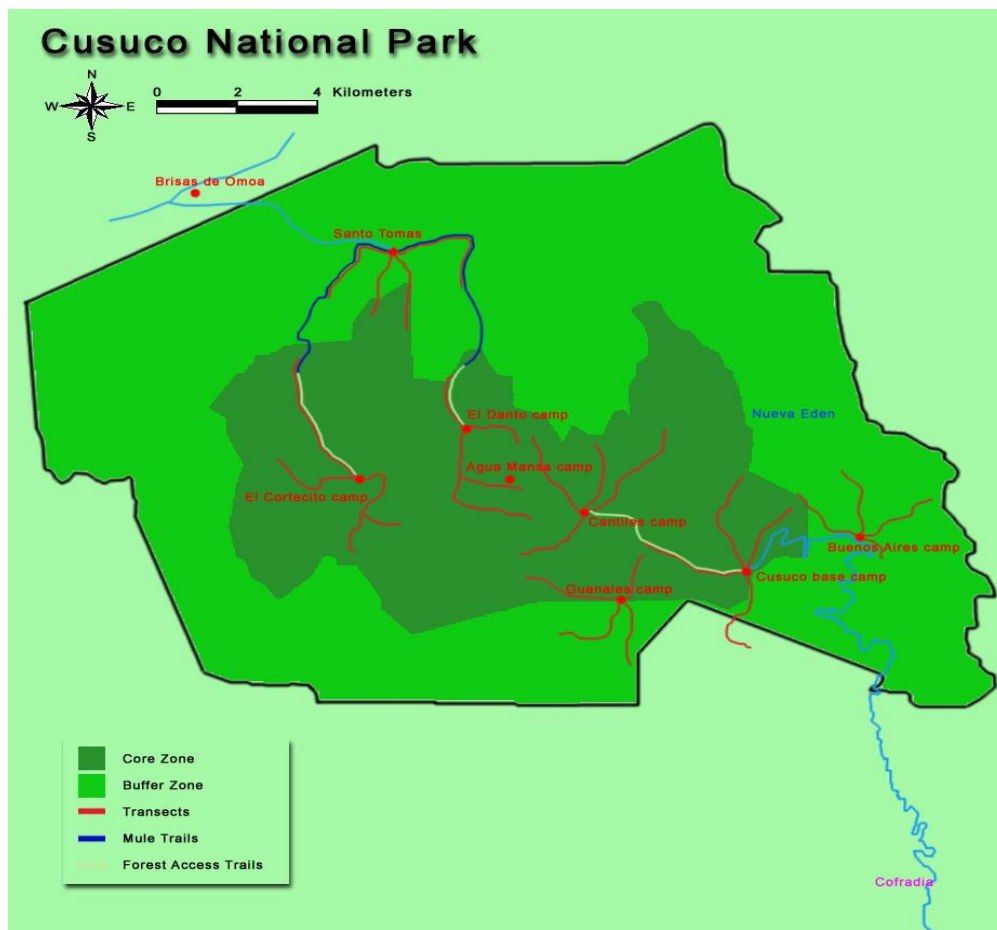 Cusuco National Park
N
W E
S
0 2 4 Kilometers
Brisas de Omoa
Santo Tomas
Nueva Eden
El Danto camp
Agua Mansa camp
El Cortecito camp
Cantiles camp
Buenos Aires camp
Cusuco base camp
Guanales camp
Core Zone
Buffer Zone
Transects
Mule Trails
Forest Access Trails
Cofradia